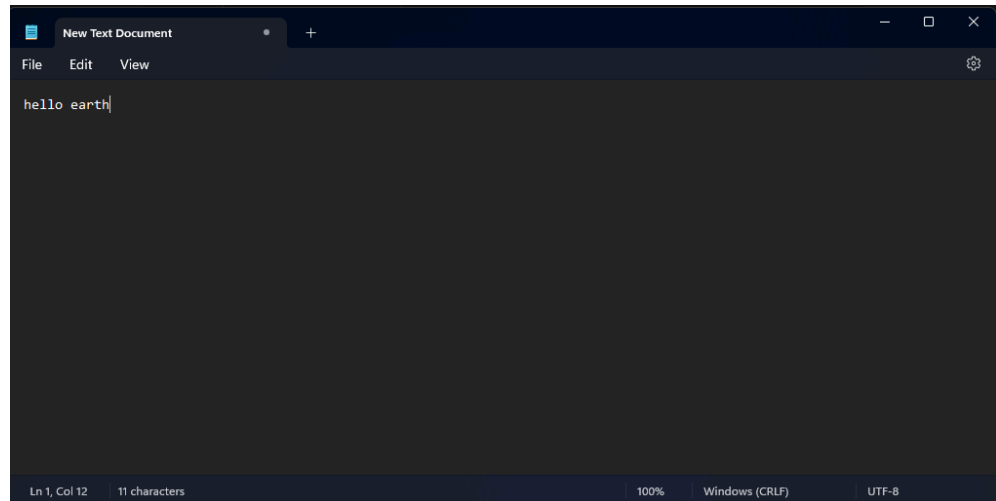 New Text Document
File Edit View
hello earth
Ln 1, Col 12 11 characters 100% Windows (CRLF) UTF-8